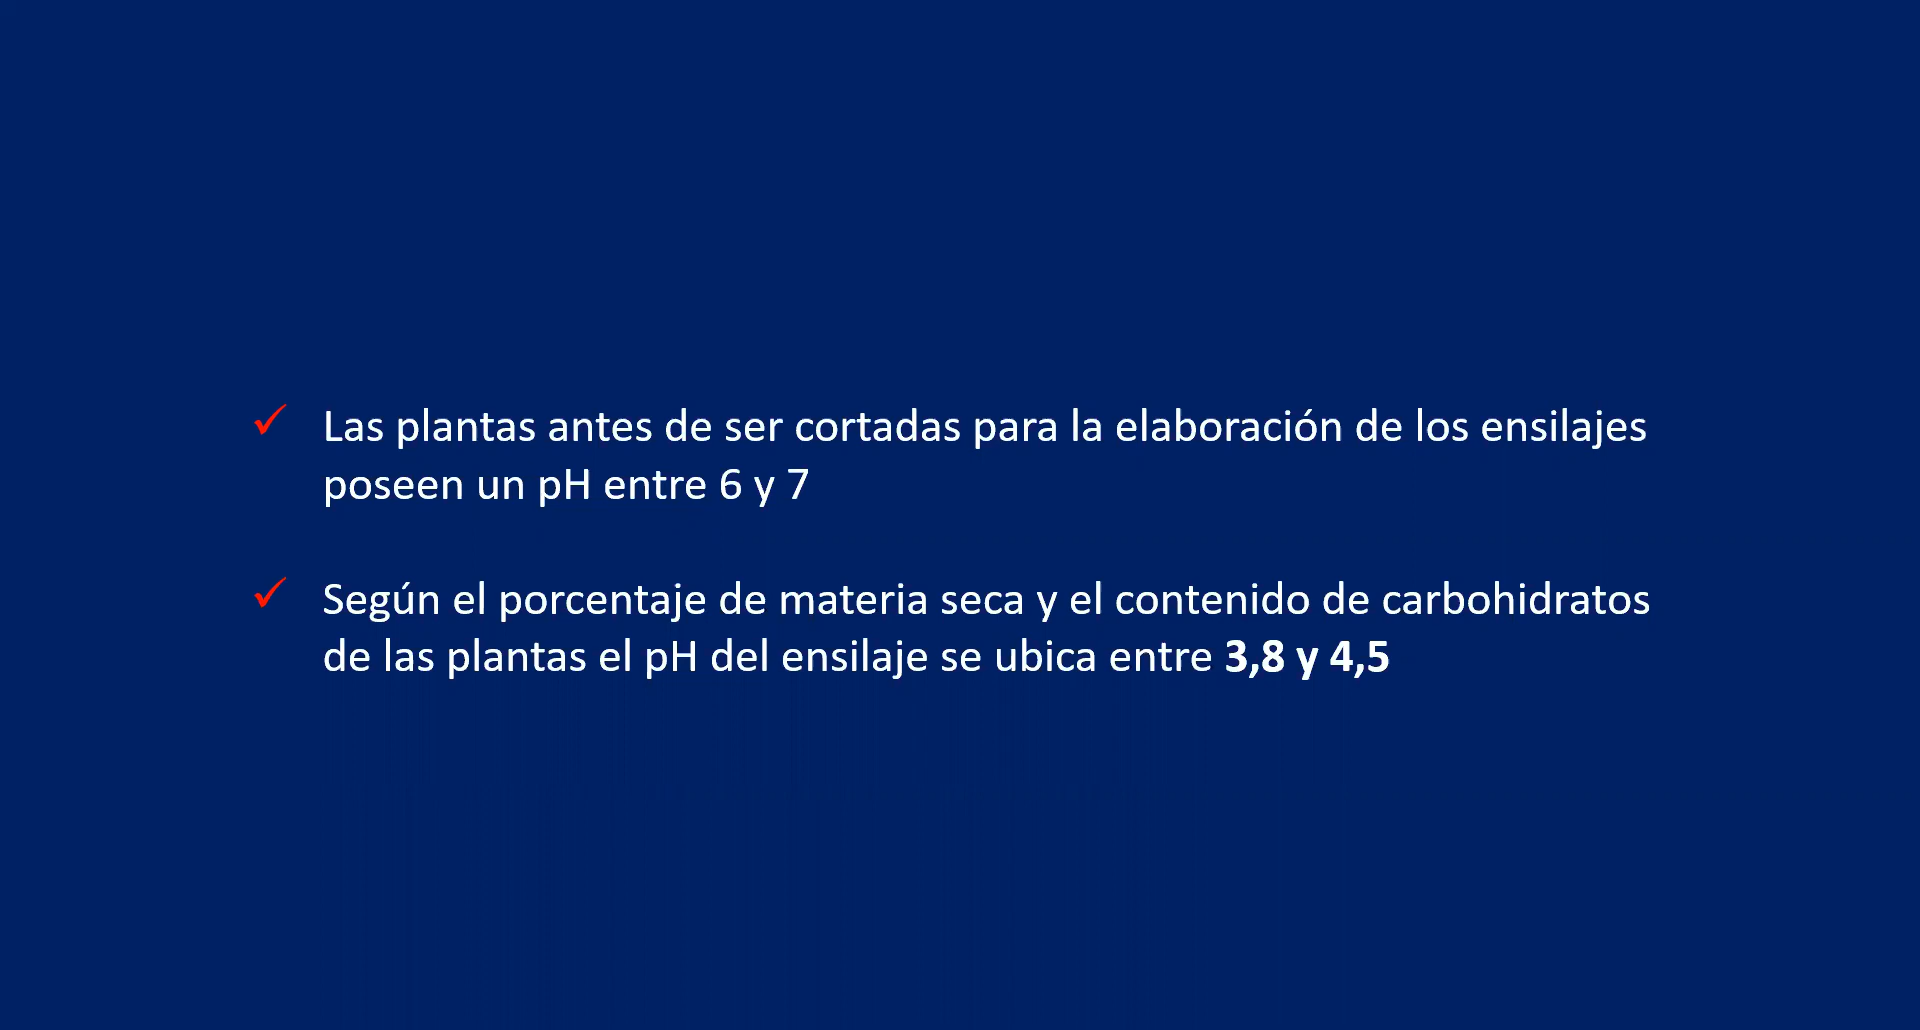 ✓ Las plantas antes de ser cortadas para la elaboración de los ensilajes
poseen un pH entre 6 y 7
✓ Según el porcentaje de materia seca y el contenido de carbohidratos
de las plantas el pH del ensilaje se ubica entre 3,8 y 4,5